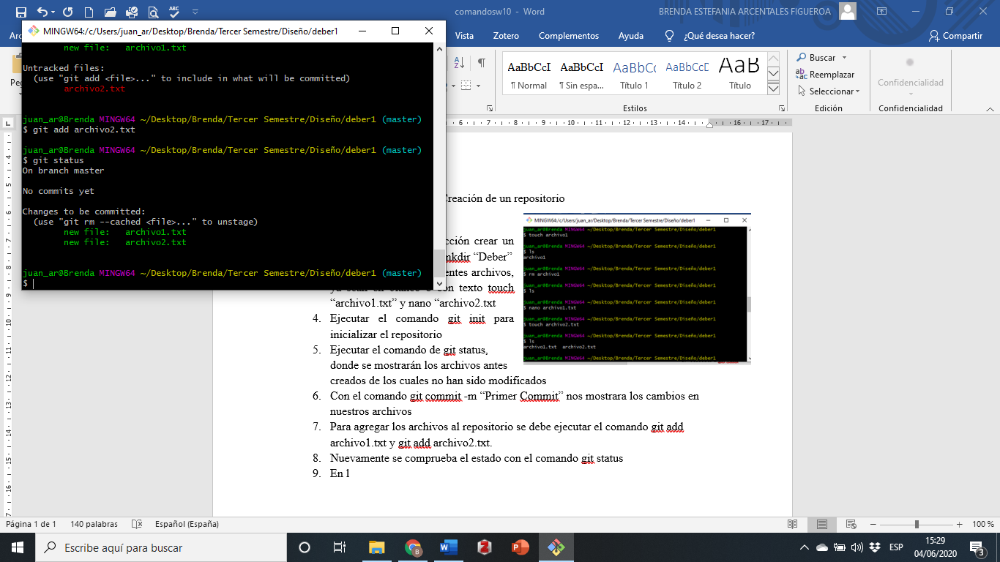 comandosw10 - Word
BRENDA ESTEFANIA ARCENTALES FIGUEROA
Vista Zotero Complementos Ayuda ¿Qué desea hacer? Compartir
AaBbCcI AaBbCcI AaBbCc AaBbCcC AaB
¶ Normal ¶ Sin espa... Título 1 Título 2 Título
Estilos
Buscar
Reemplazar
Seleccionar
Edición
Confidencialidad
Confidencialidad
MINGW64:/c/Users/juan_ar/Desktop/Brenda/Tercer Semestre/Diseño/deber1
new file: archivo1.txt
Untracked files:
(use "git add <file>..." to include in what will be committed)
archivo2.txt
juan_ar@Brenda MINGW64 ~/Desktop/Brenda/Tercer Semestre/Diseño/deber1 (master)
$ git add archivo2.txt
juan_ar@Brenda MINGW64 ~/Desktop/Brenda/Tercer Semestre/Diseño/deber1 (master)
$ git status
On branch master
No commits yet
Changes to be committed:
(use "git rm --cached <file>..." to unstage)
new file: archivo1.txt
new file: archivo2.txt
juan_ar@Brenda MINGW64 ~/Desktop/Brenda/Tercer Semestre/Diseño/deber1 (master)
$
6 7 8 9 10 11 12 13 14 16 17
Creación de un repositorio
cción crear un
mkdir “Deber”
entes archivos,
texto touch
“archivo1.txt” y nano “archivo2.txt
4. Ejecutar el comando git init para
inicializar el repositorio
5. Ejecutar el comando de git status,
donde se mostrarán los archivos antes
creados de los cuales no han sido modificados
6. Con el comando git commit -m “Primer Commit” nos mostrara los cambios en
nuestros archivos
7. Para agregar los archivos al repositorio se debe ejecutar el comando git add
archivo1.txt y git add archivo2.txt.
8. Nuevamente se comprueba el estado con el comando git status
9. En l
MINGW64:/c/Users/juan_ar/Desktop/Brenda/Tercer Semestre/Diseño/deber1
juan_ar@Brenda MINGW64 ~/Desktop/Brenda/Tercer Semestre/Diseño/deber1
$ touch archivo1
juan_ar@Brenda MINGW64 ~/Desktop/Brenda/Tercer Semestre/Diseño/deber1
$ ls
archivo1
juan_ar@Brenda MINGW64 ~/Desktop/Brenda/Tercer Semestre/Diseño/deber1
$ rm archivo1
juan_ar@Brenda MINGW64 ~/Desktop/Brenda/Tercer Semestre/Diseño/deber1
$ ls
juan_ar@Brenda MINGW64 ~/Desktop/Brenda/Tercer Semestre/Diseño/deber1
$ nano archivo1.txt
juan_ar@Brenda MINGW64 ~/Desktop/Brenda/Tercer Semestre/Diseño/deber1
$ touch archivo2.txt
juan_ar@Brenda MINGW64 ~/Desktop/Brenda/Tercer Semestre/Diseño/deber1
$ ls
archivo1.txt archivo2.txt
juan_ar@Brenda MINGW64 ~/Desktop/Brenda/Tercer Semestre/Diseño/deber1
Página 1 de 1 140 palabras Español (España) 100 %
Escribe aquí para buscar
ESP
15:29
04/06/2020
3